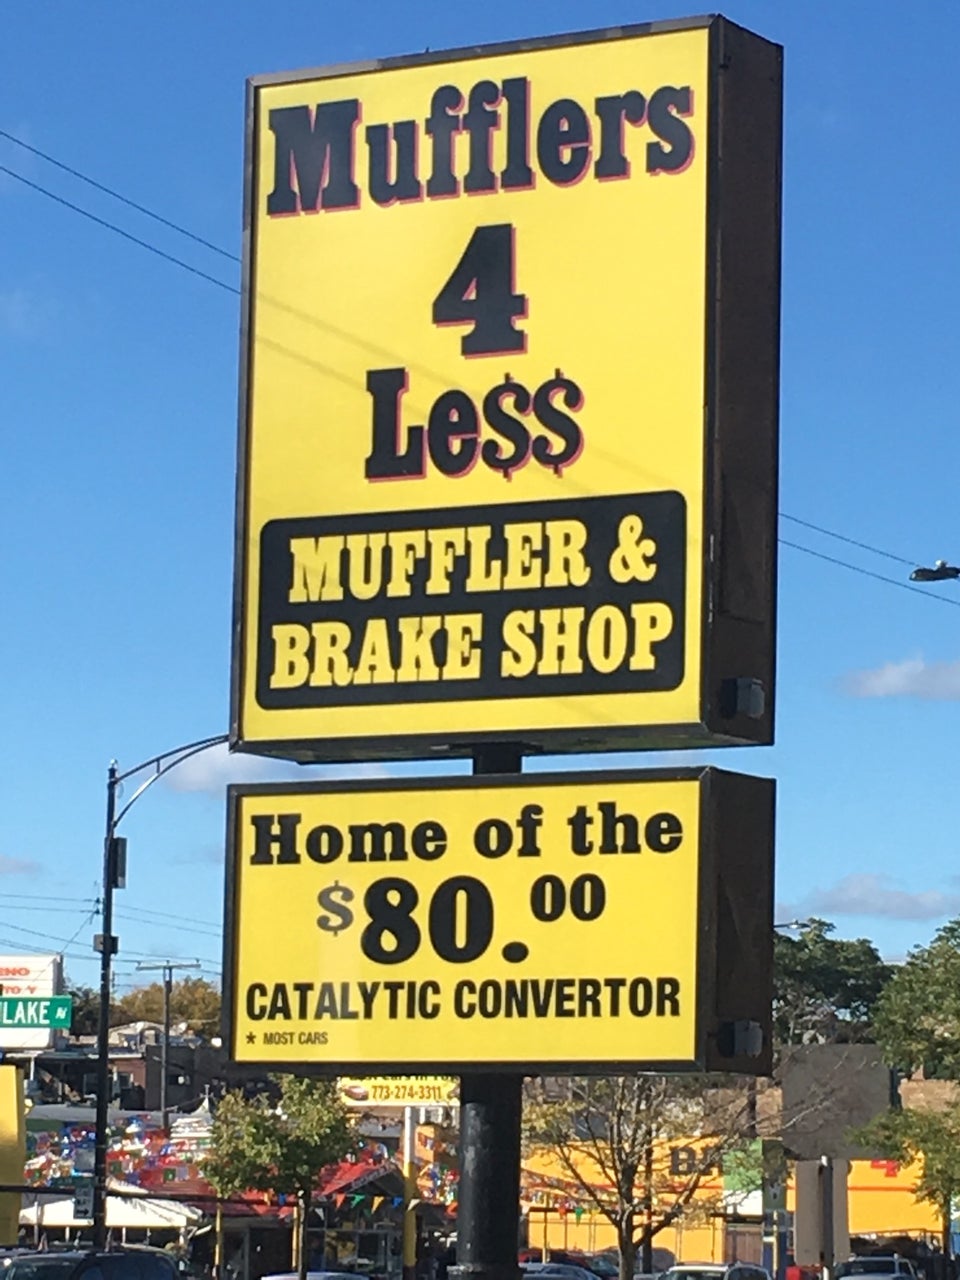 Mufflers
4
Le$$
MUFFLER &
BRAKE SHOP
Home of the
$80.00
CATALYTIC CONVERTOR
* MOST CARS
LAKE AV
773-274-3311